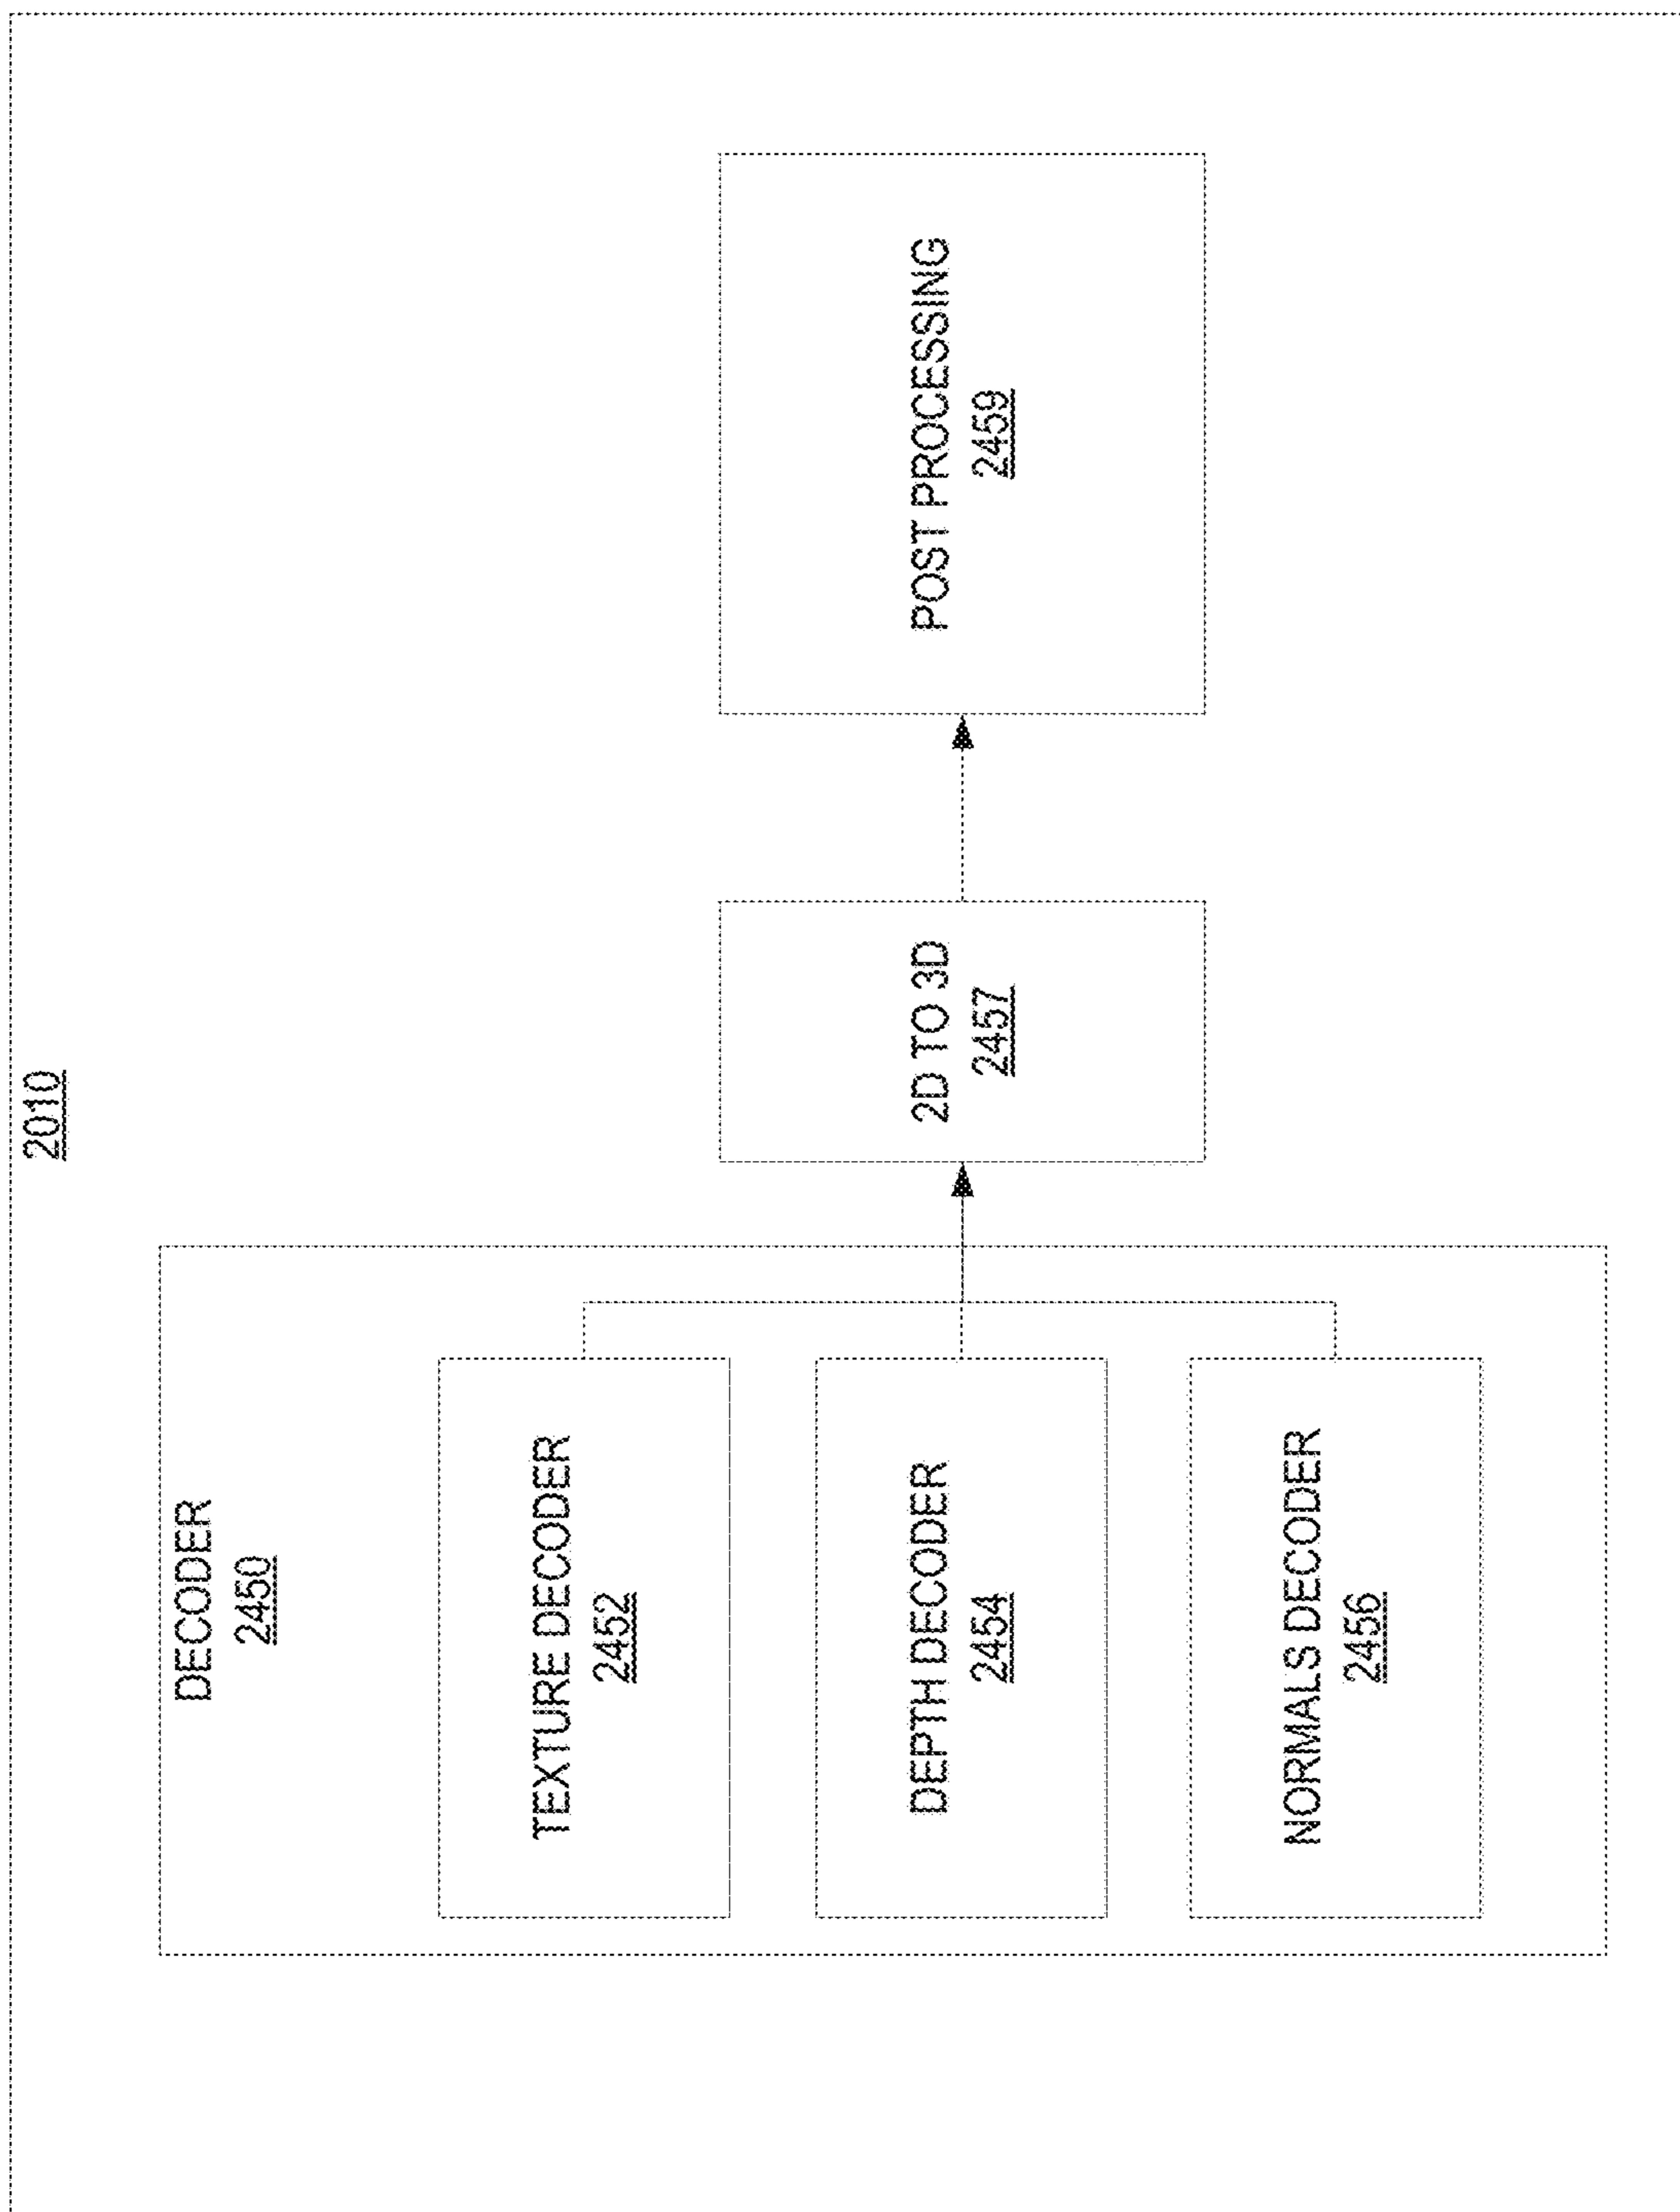 2010
DECODER
2450
TEXTURE DECODER
2452
DEPTH DECODER
2454
NORMALS DECODER
2456
2D TO 3D
2457
POST PROCESSING
2459